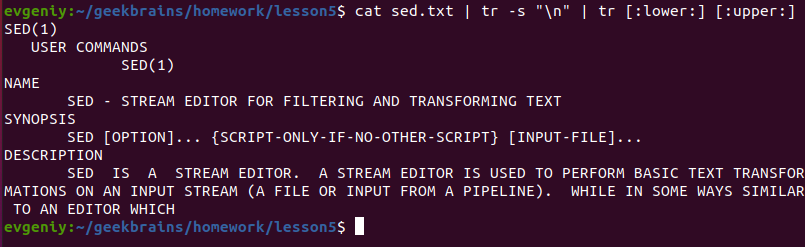 evgeniy:~/geekbrains/homework/lesson5$ cat sed.txt | tr -s "\n" | tr [:lower:] [:upper:]
SED(1)
USER COMMANDS
SED(1)
NAME
SED - STREAM EDITOR FOR FILTERING AND TRANSFORMING TEXT
SYNOPSIS
SED [OPTION]... {SCRIPT-ONLY-IF-NO-OTHER-SCRIPT} [INPUT-FILE]...
DESCRIPTION
SED  IS  A  STREAM EDITOR.  A STREAM EDITOR IS USED TO PERFORM BASIC TEXT TRANSFOR
MATIONS ON AN INPUT STREAM (A FILE OR INPUT FROM A PIPELINE).  WHILE IN SOME WAYS SIMILAR
TO AN EDITOR WHICH
evgeniy:~/geekbrains/homework/lesson5$